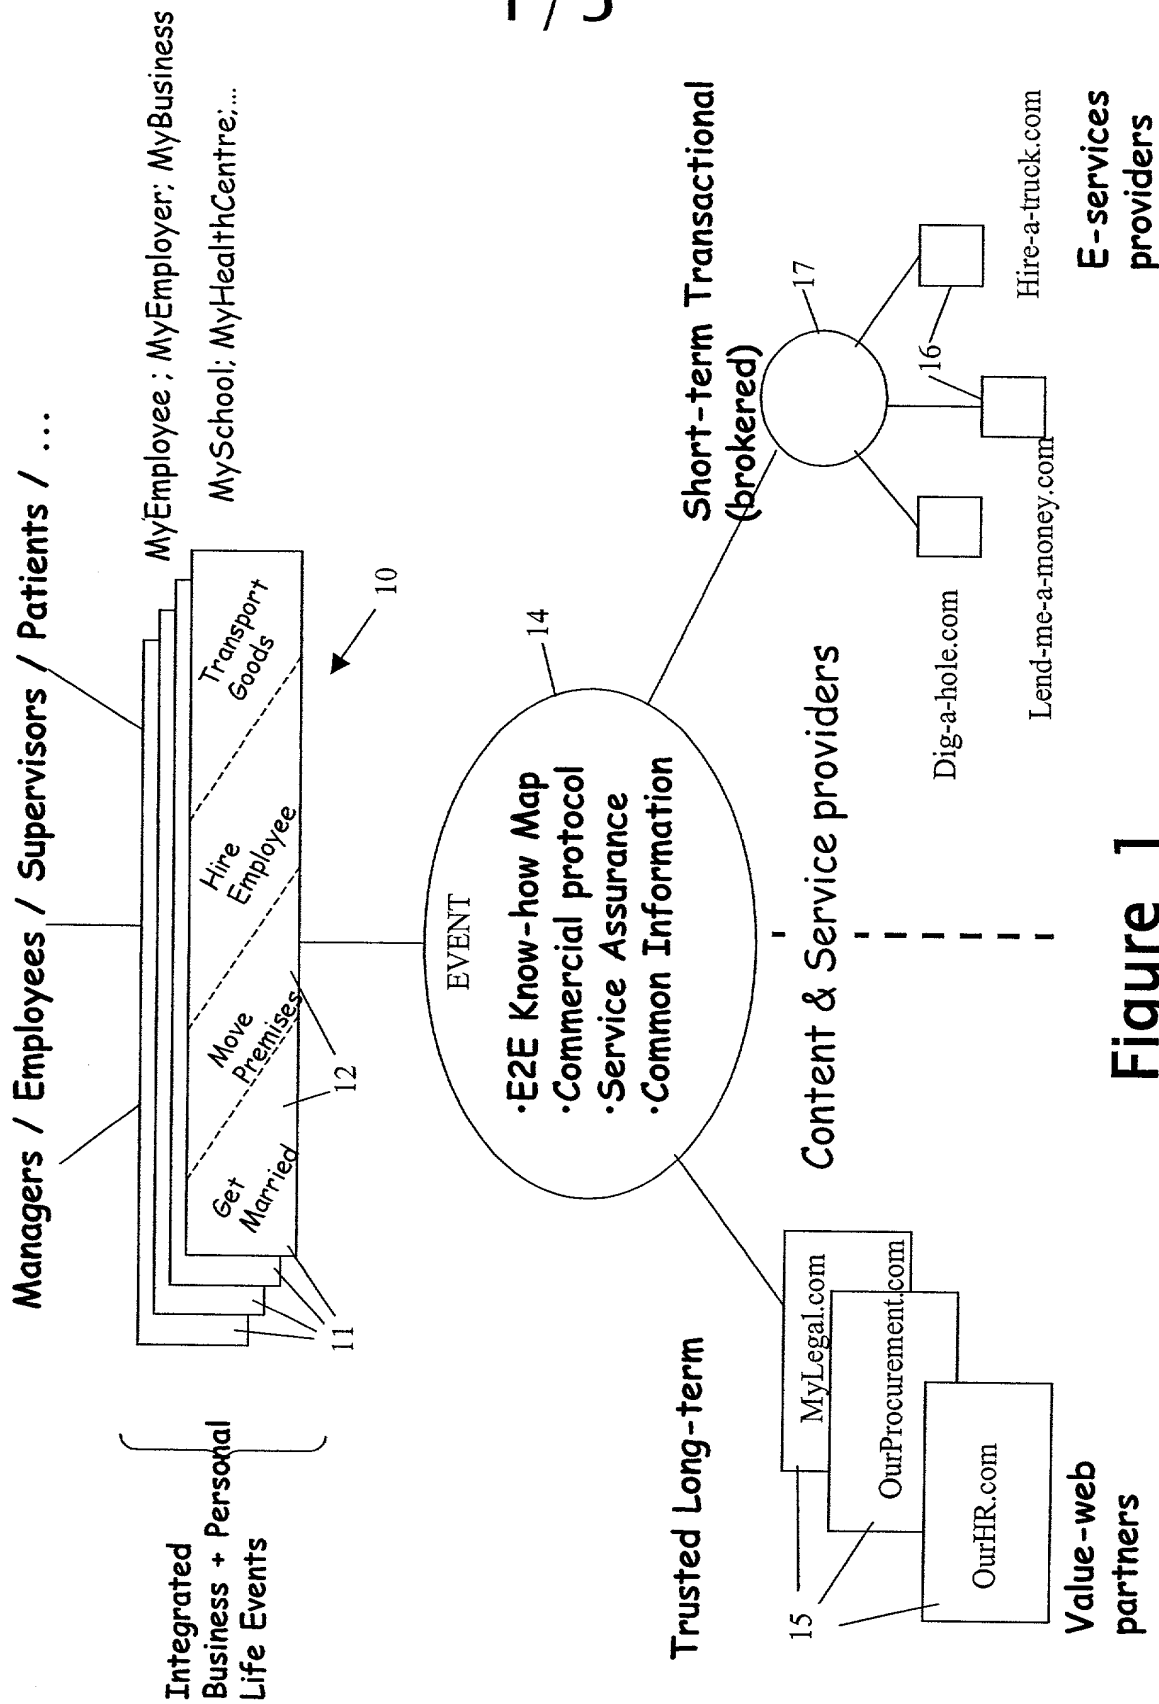 1 / 5
Managers / Employees / Supervisors / Patients / ...
MyEmployee ; MyEmployer; MyBusiness
MySchool; MyHealthCentre;...
Integrated
Business + Personal
Life Events
Get
Married
Move
Premises
Hire
Employee
Transport
Goods
11
12
10
EVENT
14
·E2E Know-how Map
·Commercial protocol
·Service Assurance
·Common Information
Trusted Long-term
Short-term Transactional
(brokered)
17
Content & Service providers
15
MyLegal.com
OurProcurement.com
OurHR.com
16
Dig-a-hole.com
Lend-me-a-money.com
Hire-a-truck.com
Value-web
partners
E-services
providers
Figure 1